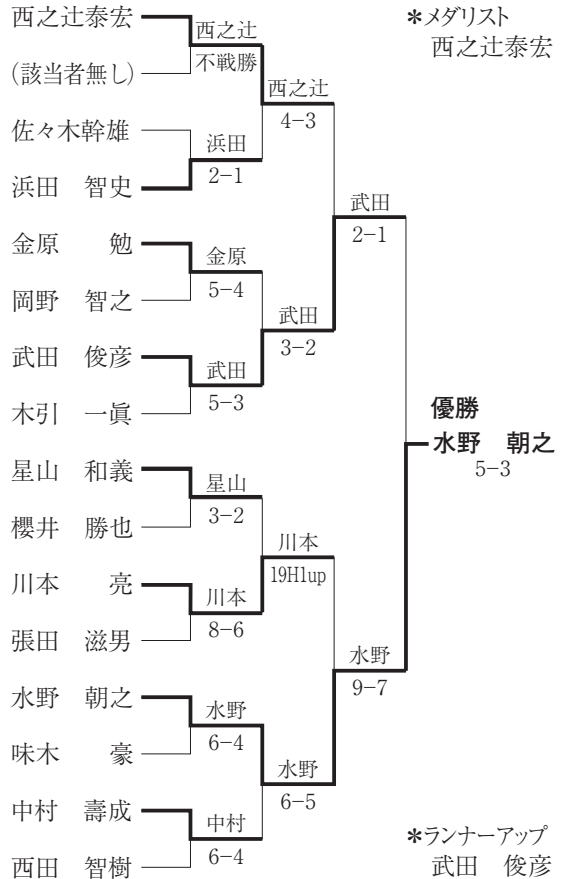 西之辻泰宏
(該当者無し)
佐々木幹雄
浜田　智史
金原　　勉
岡野　智之
武田　俊彦
木引　一眞
星山　和義
櫻井　勝也
川本　　亮
張田　滋男
水野　朝之
味木　　豪
中村　壽成
西田　智樹
西之辻
不戦勝
浜田
2−1
金原
5−4
武田
5−3
星山
3−2
川本
8−6
水野
6−4
中村
6−4
西之辻
4−3
武田
3−2
川本
19H1up
水野
6−5
武田
2−1
水野
9−7
優勝
水野　朝之
5−3
*メダリスト
西之辻泰宏
*ランナーアップ
武田　俊彦